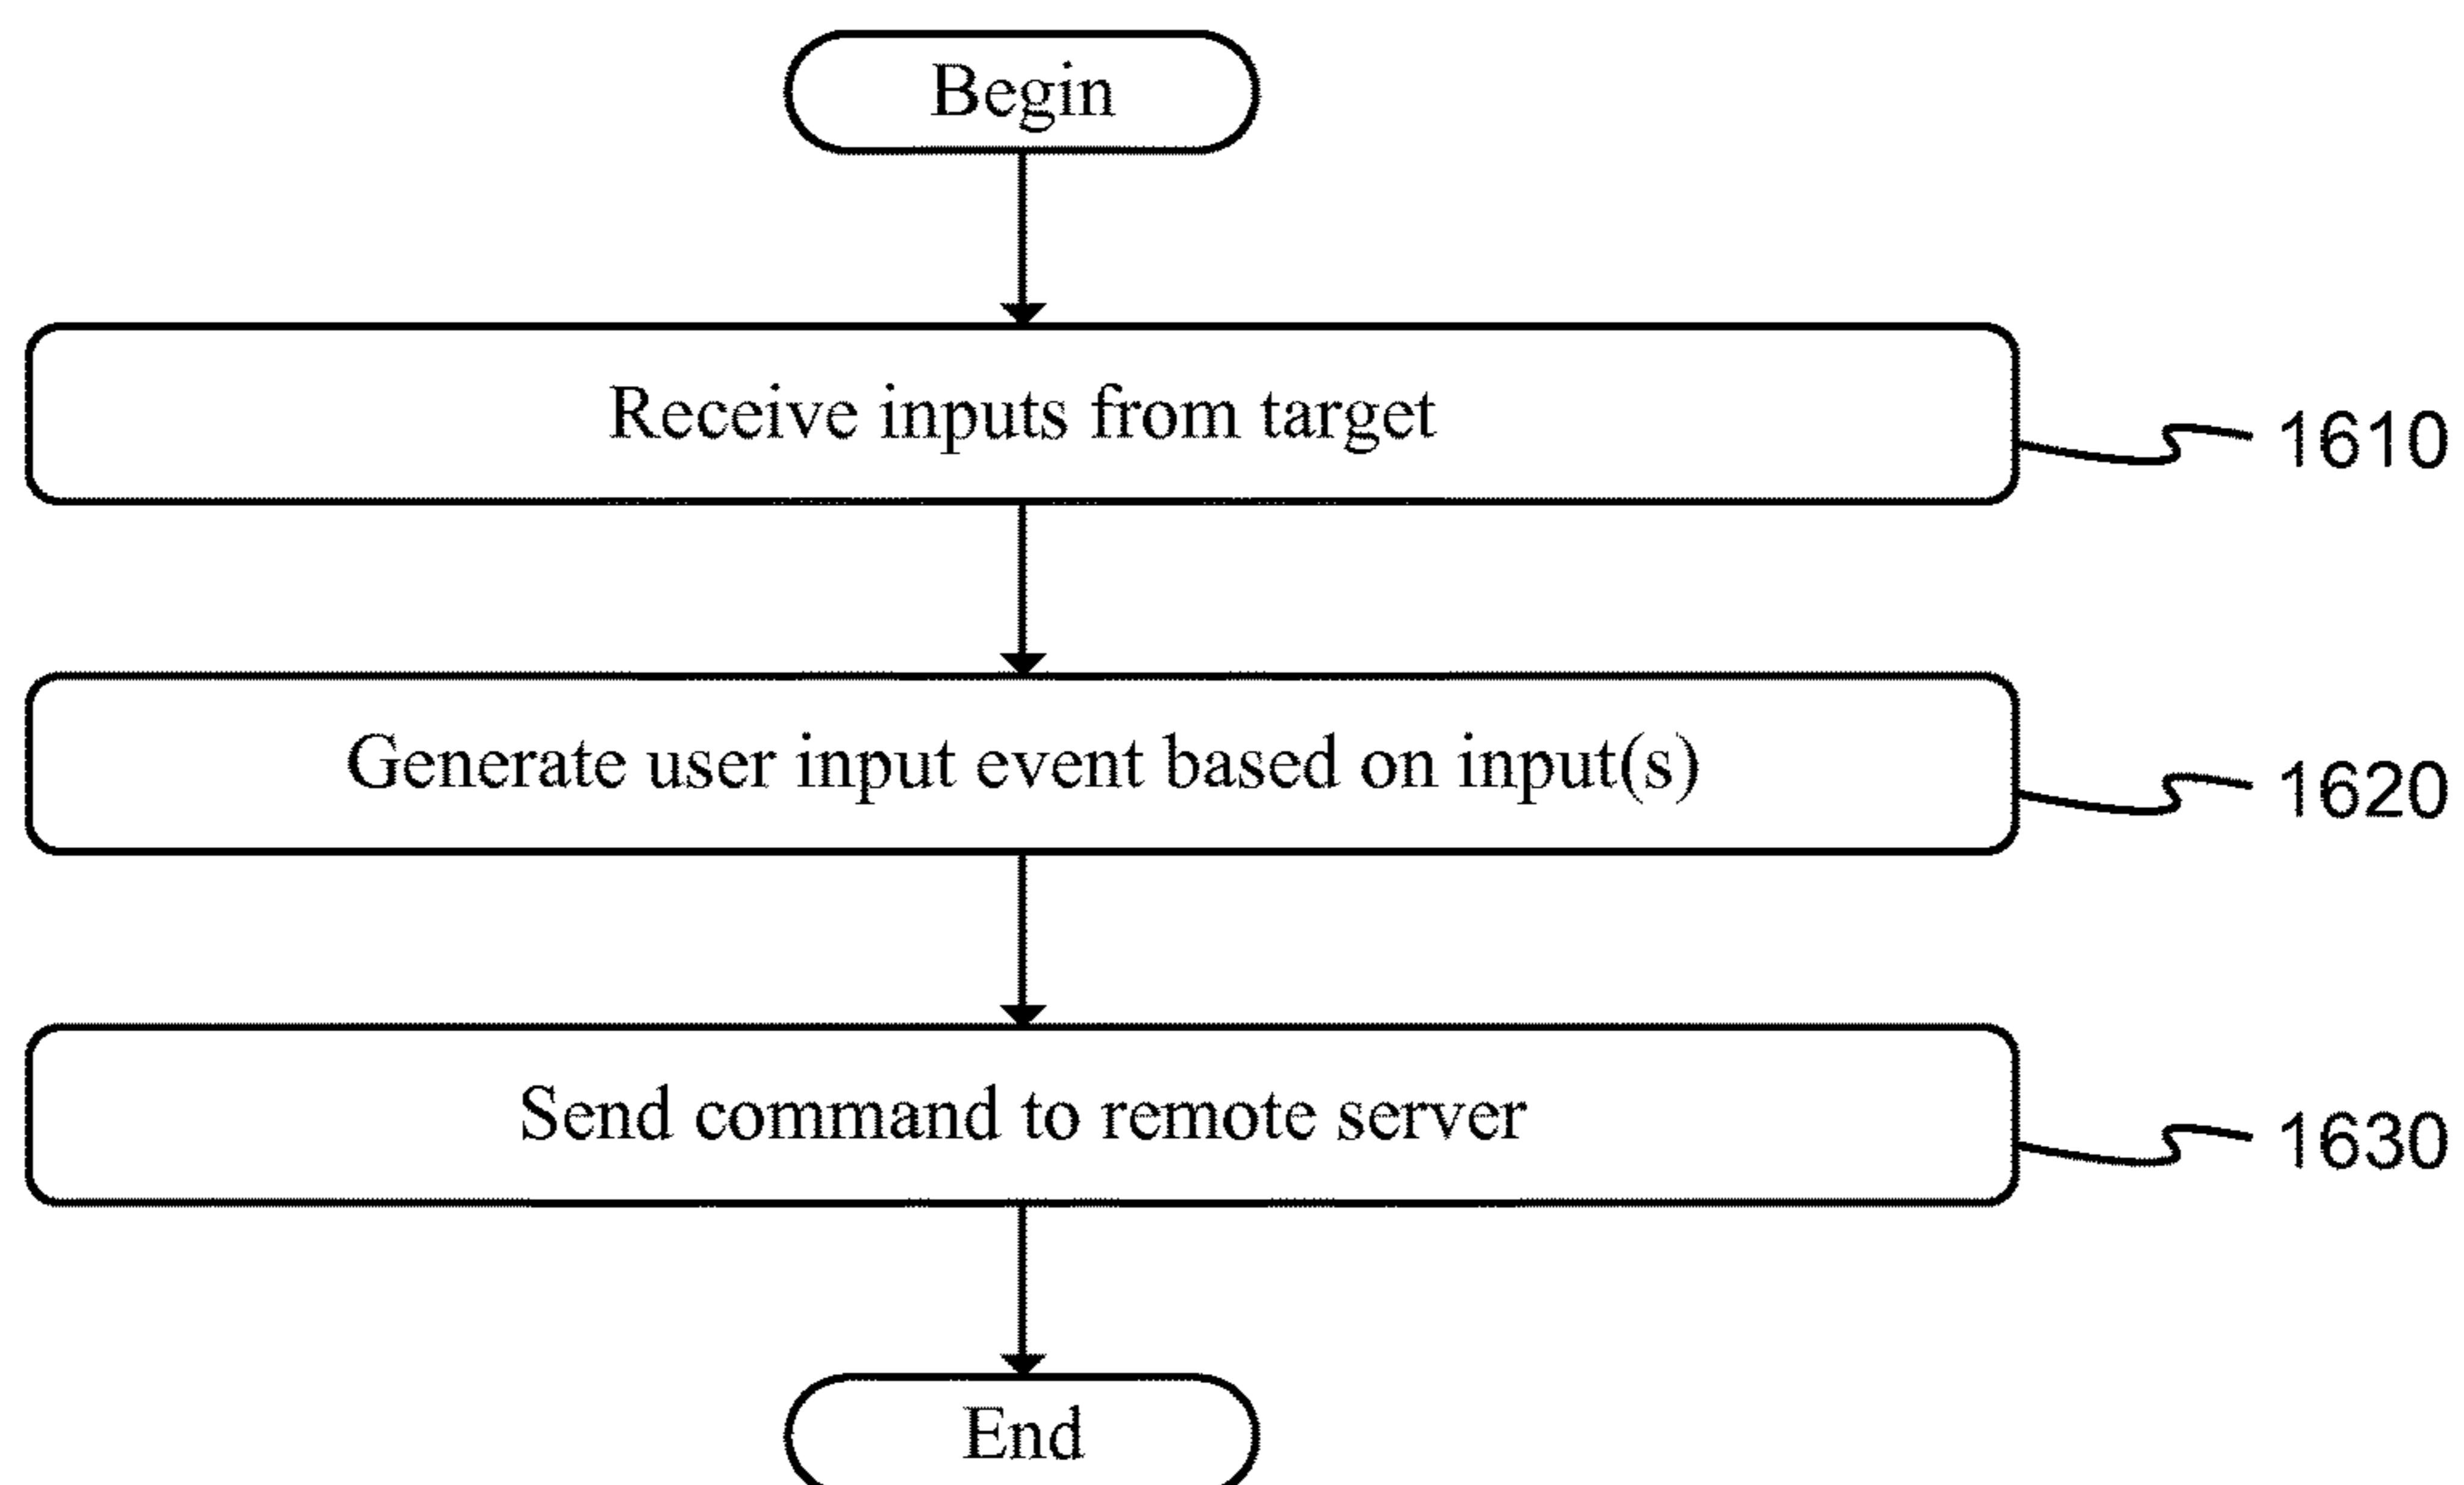 Begin
Receive inputs from target
1610
Generate user input event based on input(s)
1620
Send command to remote server
1630
End